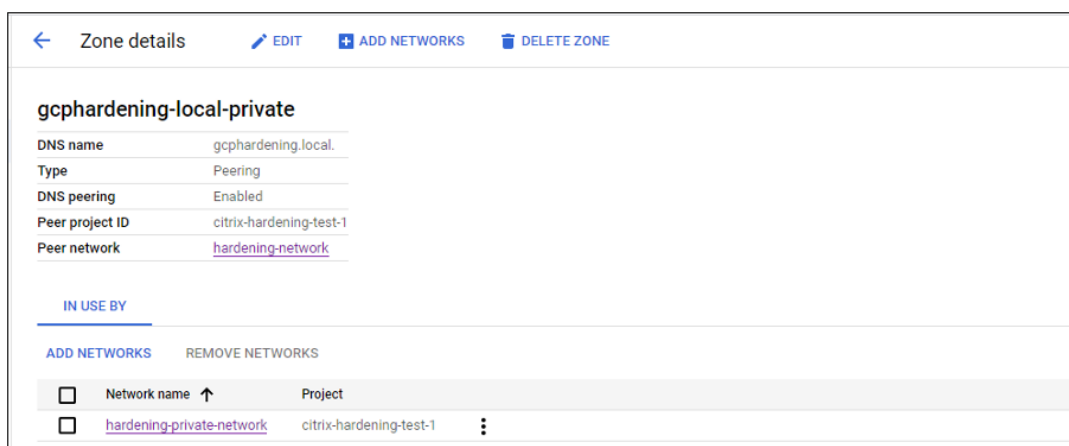 Zone details EDIT ADD NETWORKS DELETE ZONE
gcphardening-local-private
DNS name gcphardening.local.
Type Peering
DNS peering Enabled
Peer project ID citrix-hardening-test-1
Peer network hardening-network
IN USE BY
ADD NETWORKS REMOVE NETWORKS
Network name Project
hardening-private-network citrix-hardening-test-1